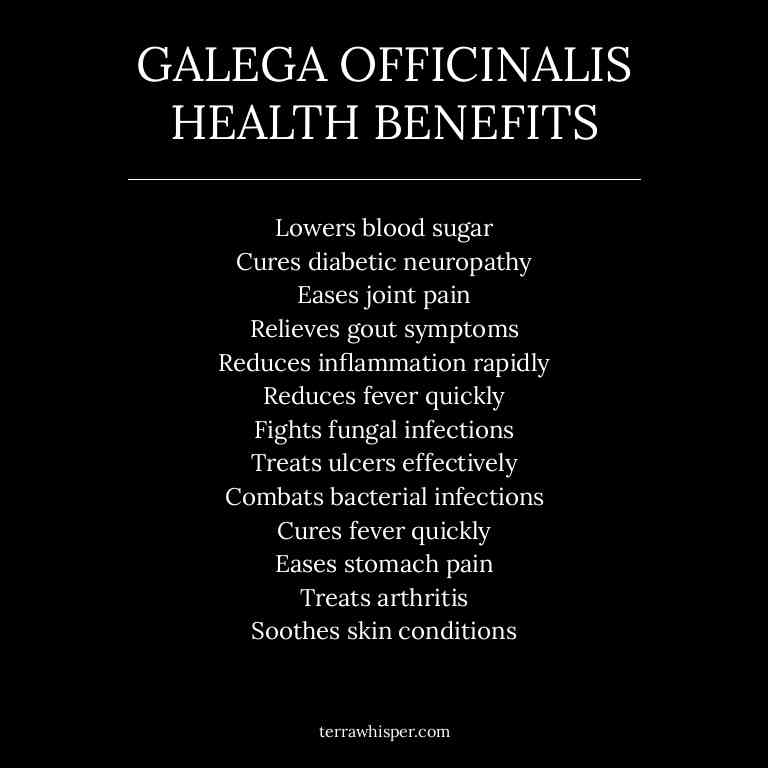 GALEGA OFFICINALIS
HEALTH BENEFITS
Lowers blood sugar
Cures diabetic neuropathy
Eases joint pain
Relieves gout symptoms
Reduces inflammation rapidly
Reduces fever quickly
Fights fungal infections
Treats ulcers effectively
Combats bacterial infections
Cures fever quickly
Eases stomach pain
Treats arthritis
Soothes skin conditions
terrawhisper.com